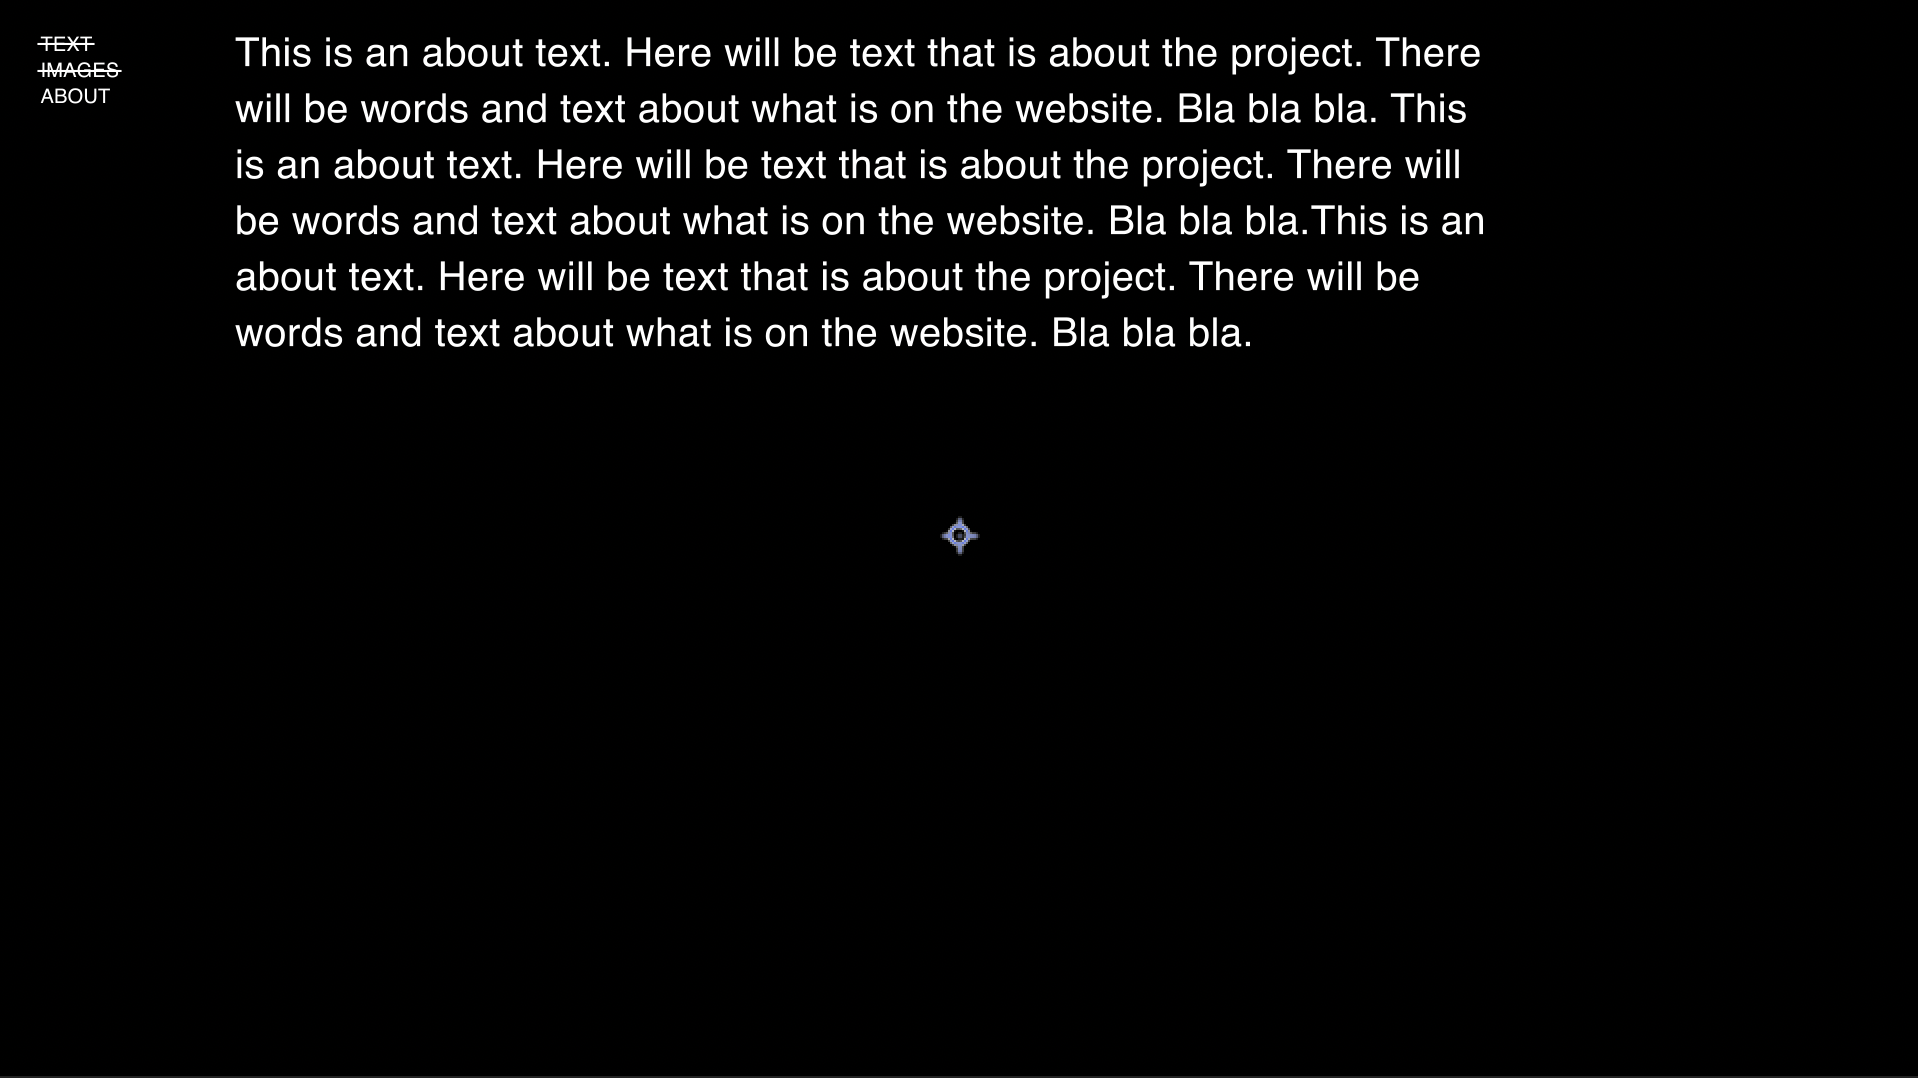 TEXT
IMAGES
ABOUT
This is an about text. Here will be text that is about the project. There
will be words and text about what is on the website. Bla bla bla. This
is an about text. Here will be text that is about the project. There will
be words and text about what is on the website. Bla bla bla.This is an
about text. Here will be text that is about the project. There will be
words and text about what is on the website. Bla bla bla.